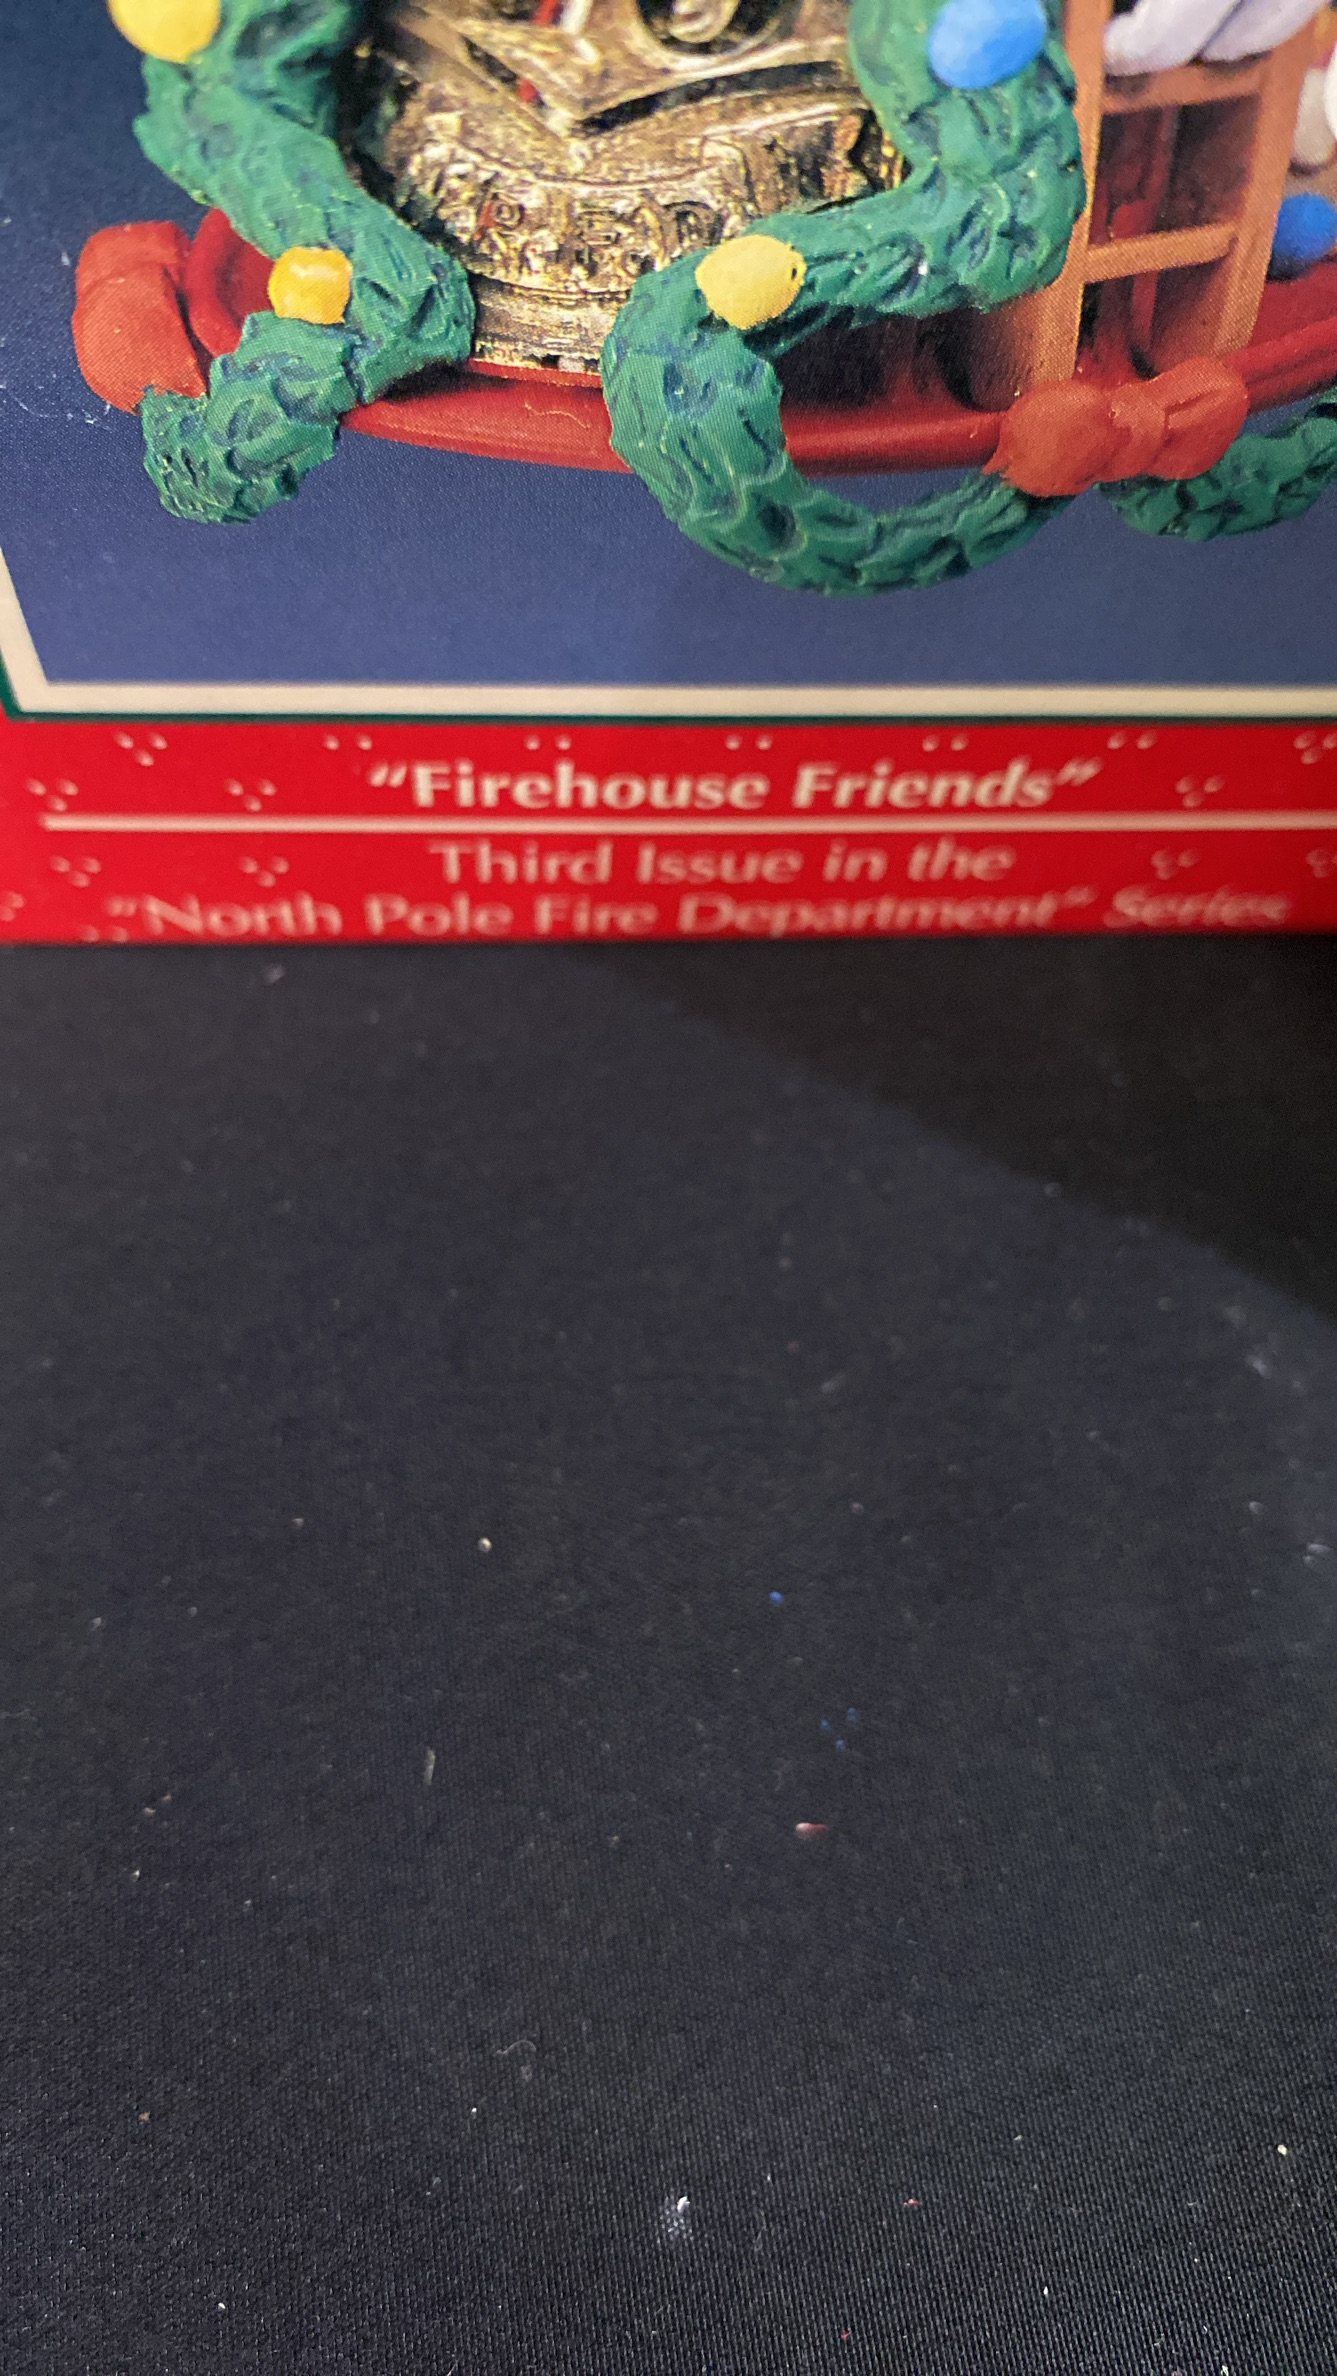 "Firehouse Friends"
Third Issue in the
"North Pole Fire Department" Series